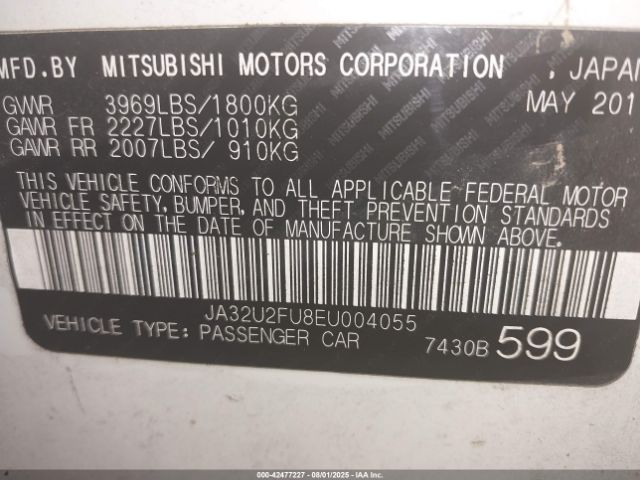 MFD.BY MITSUBISHI MOTORS CORPORATION , JAPAN
GVWR 3969LBS/1800KG MAY 201
GAWR FR 2227LBS/1010KG
GAWR RR 2007LBS/ 910KG
THIS VEHICLE CONFORMS TO ALL APPLICABLE FEDERAL MOTOR
VEHICLE SAFETY, BUMPER, AND THEFT PREVENTION STANDARDS
IN EFFECT ON THE DATE OF MANUFACTURE SHOWN ABOVE.
JA32U2FU8EU004055
VEHICLE TYPE: PASSENGER CAR 7430B 599
000-42477227 - 08/01/2025 - IAAI.COM